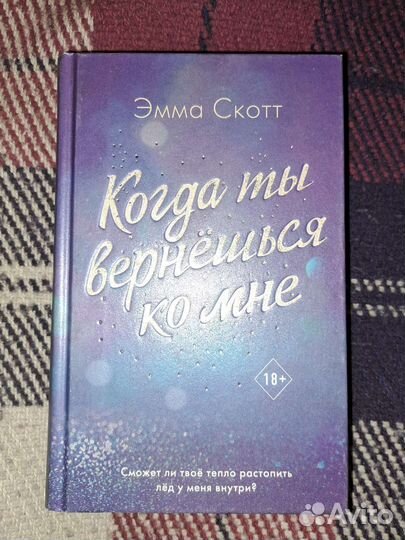 Эмма Скотт
Когда ты
вернёшься
ко мне
18+
Сможет ли твоё тепло растопить
лёд у меня внутри?
Avito